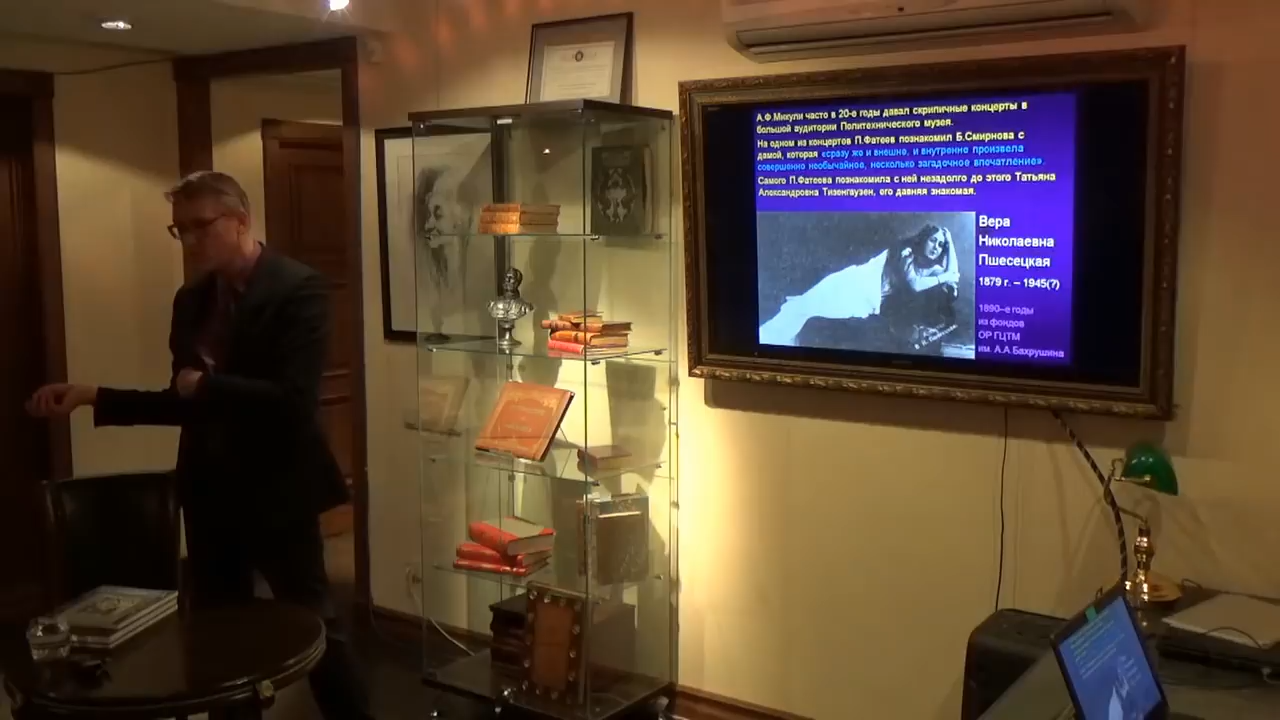 А.Ф.Микули часто в 20-е годы давал скрипичные концерты в
большой аудитории Политехнического музея.
На одном из концертов П.Фатеев познакомил Б.Смирнова с
дамой, которая «сразу же и внешне, и внутренне произвела
совершенно необычайное, несколько загадочное впечатление».
Самого П.Фатеева познакомила с ней незадолго до этого Татьяна
Александровна Тизенгаузен, его давняя знакомая.
Вера
Николаевна
Пшесецкая
1879 г. – 1945(?)
1890–е годы
из фондов
ОР ГЦТМ
им. А.А.Бахрушина